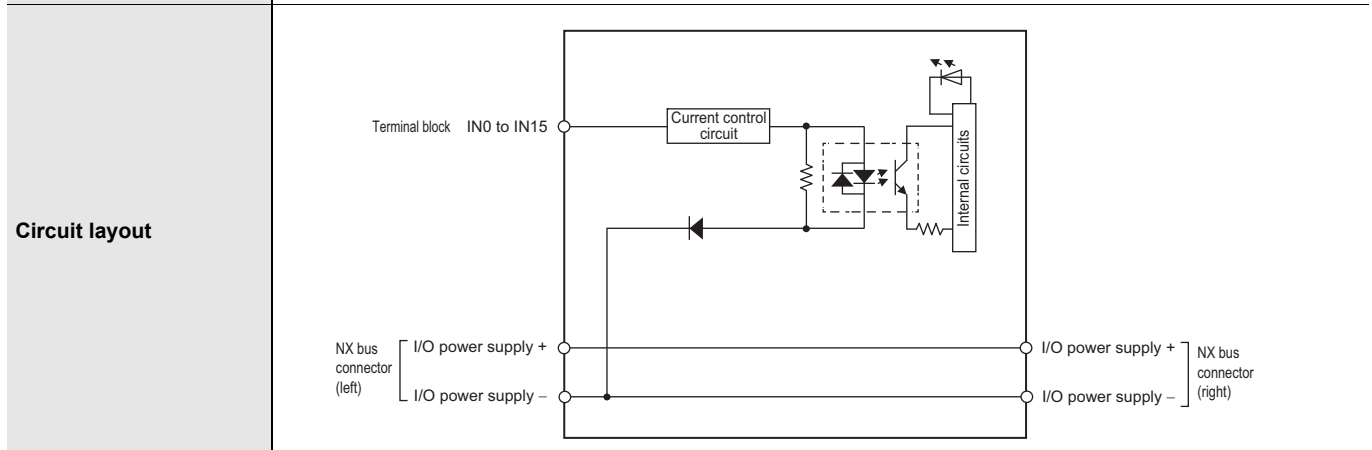 Circuit layout
Terminal block IN0 to IN15
Current control
circuit
Internal circuits
NX bus
connector
(left)
I/O power supply +
I/O power supply −
I/O power supply +
I/O power supply −
NX bus
connector
(right)